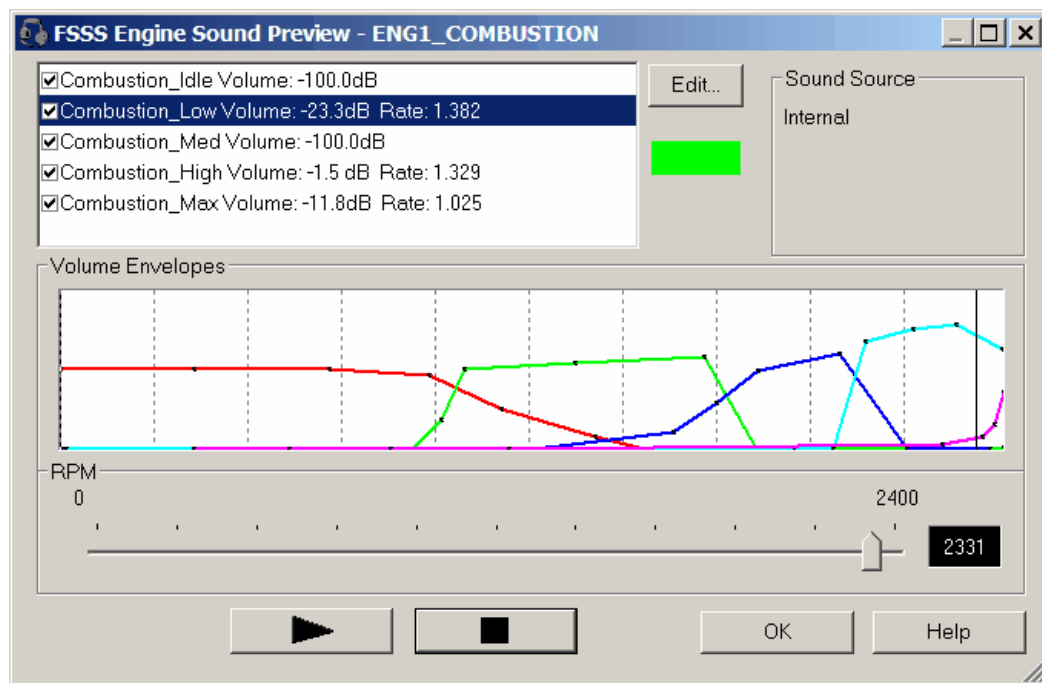 FSSS Engine Sound Preview - ENG1_COMBUSTION
Combustion_Idle Volume: -100.0dB
Combustion_Low Volume: -23.3dB Rate: 1.382
Combustion_Med Volume: -100.0dB
Combustion_High Volume: -1.5 dB Rate: 1.329
Combustion_Max Volume: -11.8dB Rate: 1.025
Edit...
Sound Source
Internal
Volume Envelopes
RPM
0
2400
2331
OK
Help